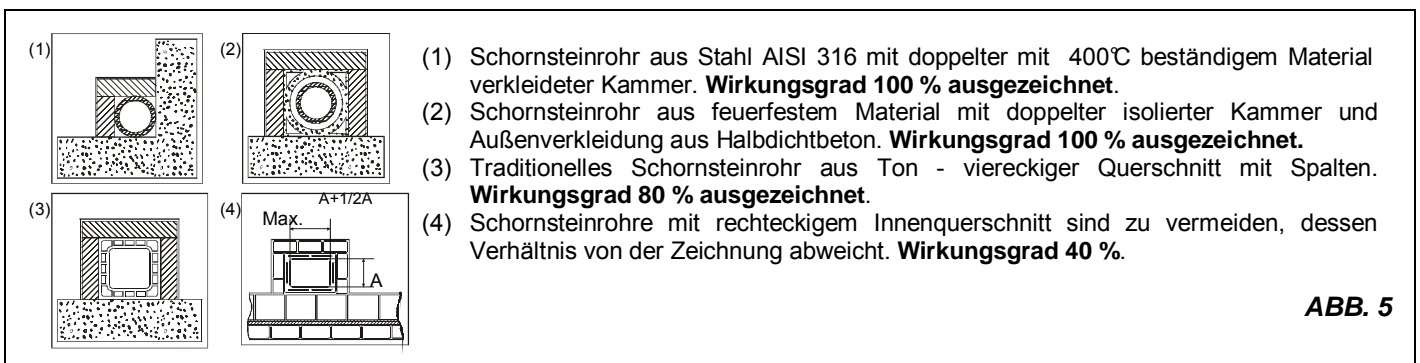 (1)
(2)
(3)
(4)
A+1/2A
Max.
A
(1) Schornsteinrohr aus Stahl AISI 316 mit doppelter mit 400℃ beständigem Material
verkleideter Kammer. Wirkungsgrad 100 % ausgezeichnet.
(2) Schornsteinrohr aus feuerfestem Material mit doppelter isolierter Kammer und
Außenverkleidung aus Halbdichtbeton. Wirkungsgrad 100 % ausgezeichnet.
(3) Traditionelles Schornsteinrohr aus Ton - viereckiger Querschnitt mit Spalten.
Wirkungsgrad 80 % ausgezeichnet.
(4) Schornsteinrohre mit rechteckigem Innenquerschnitt sind zu vermeiden, dessen
Verhältnis von der Zeichnung abweicht. Wirkungsgrad 40 %.
ABB. 5